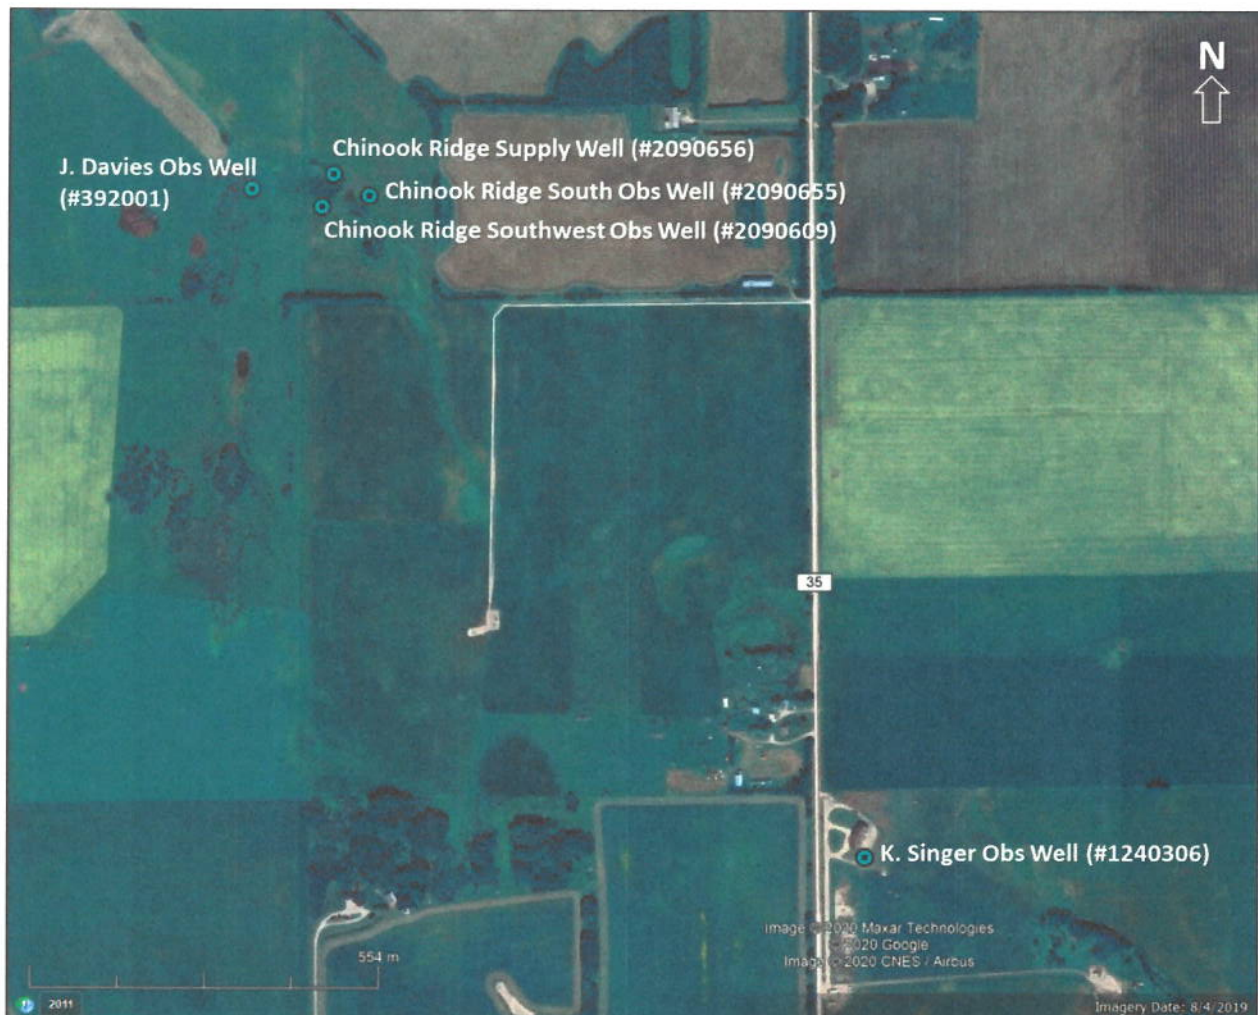 N
Chinook Ridge Supply Well (#2090656)
J. Davies Obs Well
(#392001)
Chinook Ridge South Obs Well (#2090655)
Chinook Ridge Southwest Obs Well (#2090609)
35
K. Singer Obs Well (#1240306)
Image © 2020 Maxar Technologies
© 2020 Google
Image © 2020 CNES / Airbus
554 m
2011
Imagery Date: 8/4/2019